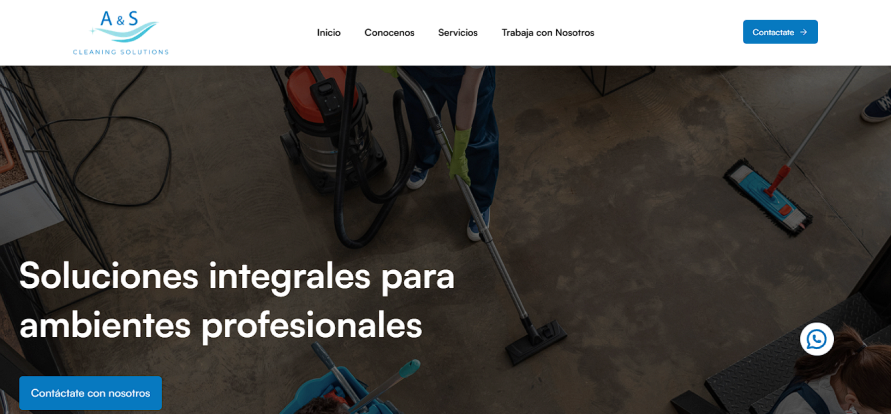 A & S
CLEANING SOLUTIONS
Inicio
Conocenos
Servicios
Trabaja con Nosotros
Contactate
Soluciones integrales para
ambientes profesionales
Contáctate con nosotros